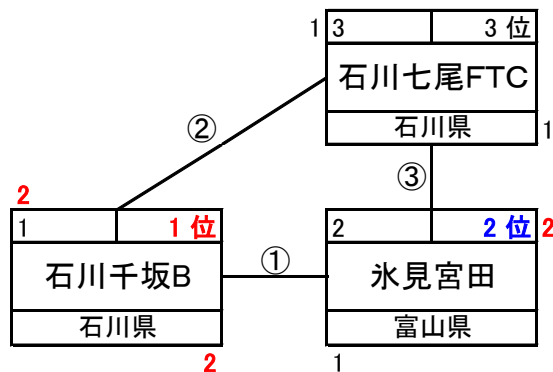 1 3 3 位
石川七尾FTC
石川県 1
②
③
2
1 1 位
石川千坂B
石川県
2
①
2 2 位 2
氷見宮田
富山県
1